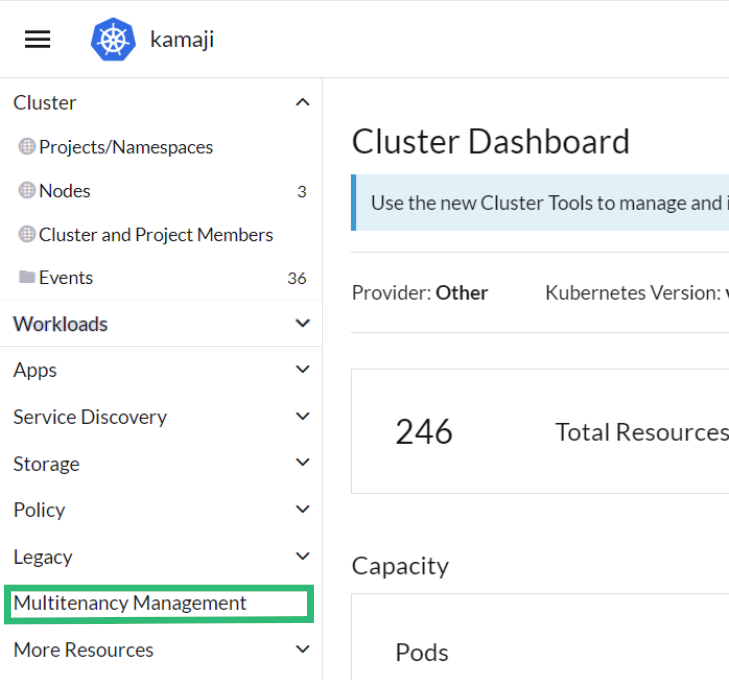 kamaji
Cluster
Projects/Namespaces
Nodes 3
Cluster and Project Members
Events 36
Workloads
Apps
Service Discovery
Storage
Policy
Legacy
Multitenancy Management
More Resources
Cluster Dashboard
Use the new Cluster Tools to manage and
Provider: Other Kubernetes Version:
246 Total Resources
Capacity
Pods